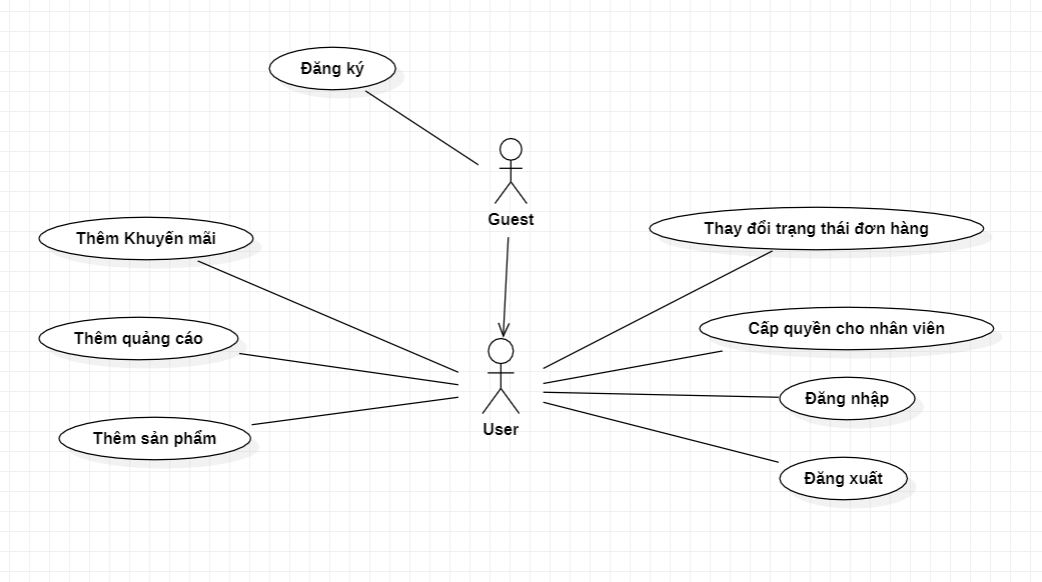 Đăng ký
Guest
Thêm Khuyến mãi
Thay đổi trạng thái đơn hàng
Thêm quảng cáo
Cấp quyền cho nhân viên
Đăng nhập
User
Thêm sản phẩm
Đăng xuất